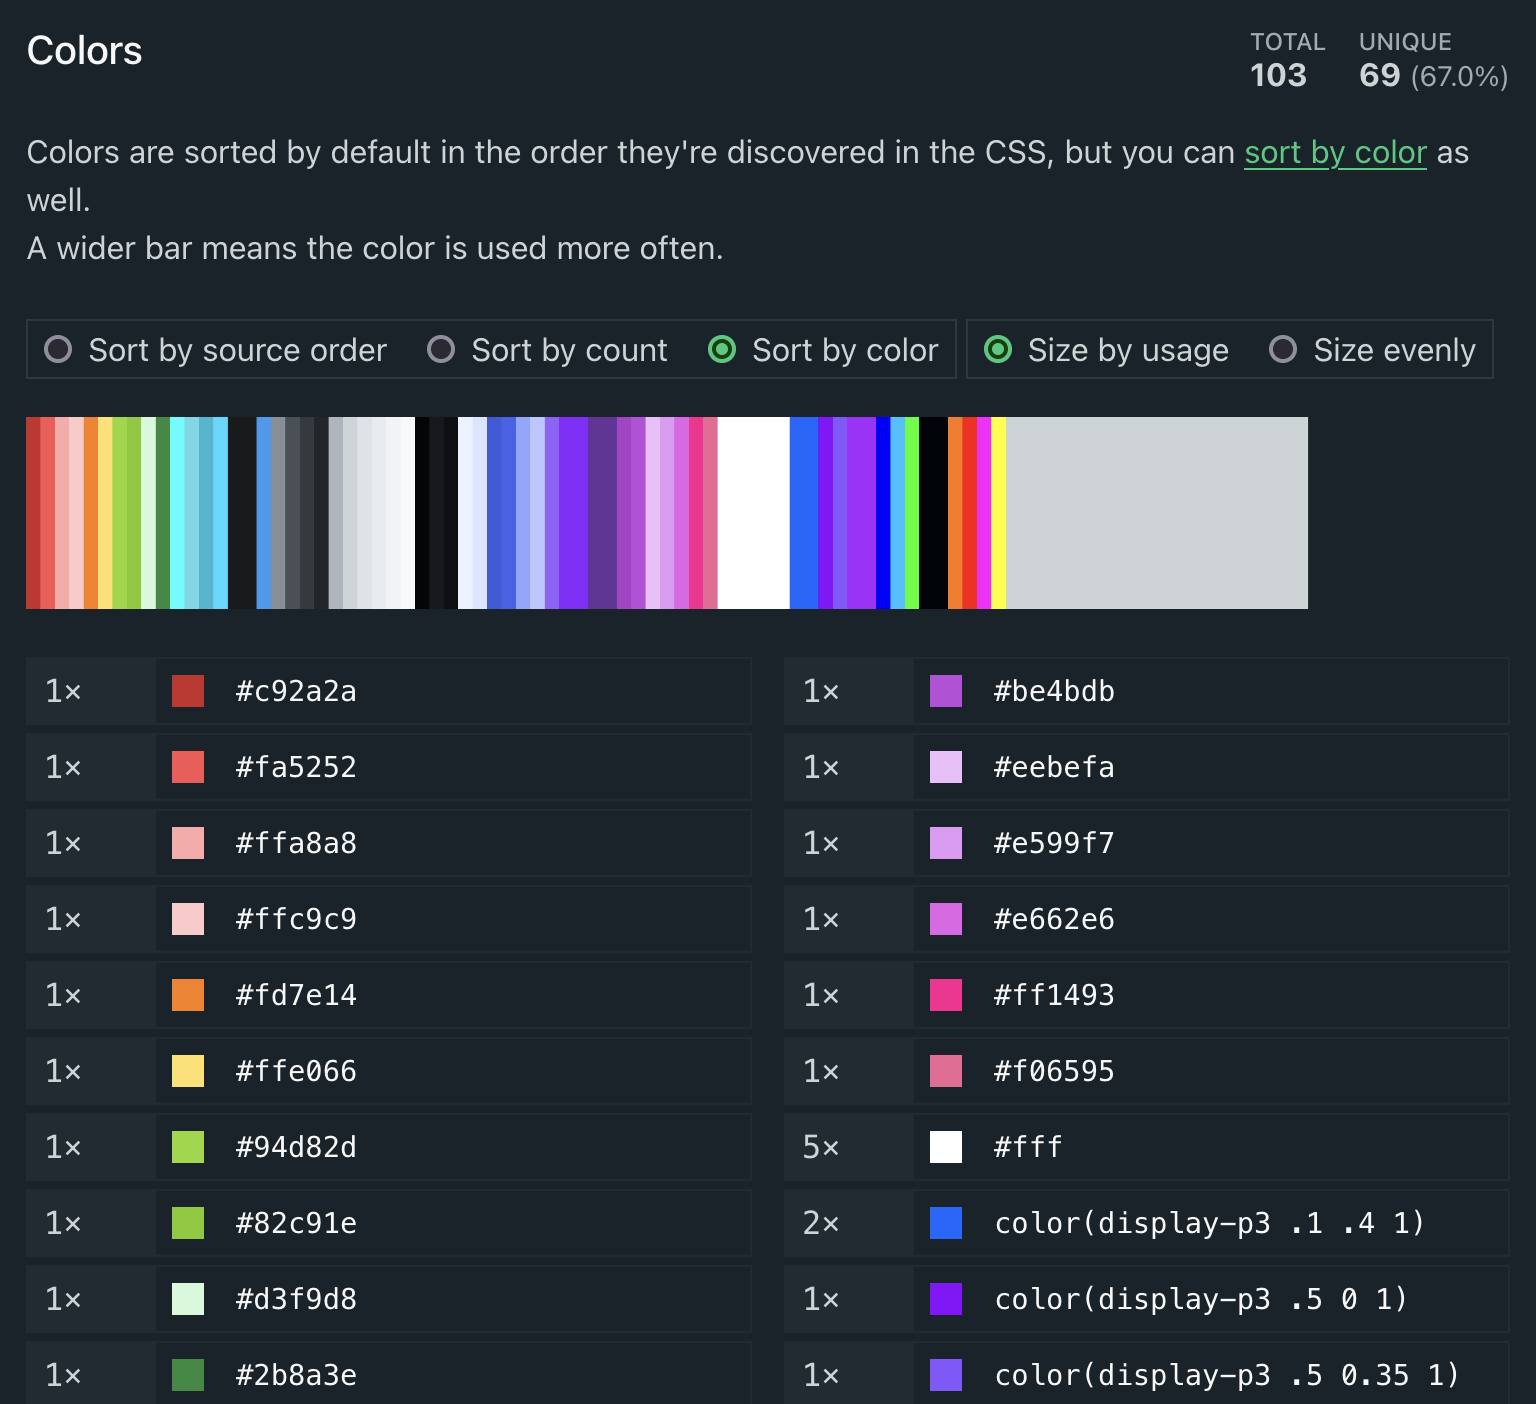 Colors
TOTAL
103
UNIQUE
69 (67.0%)
Colors are sorted by default in the order they're discovered in the CSS, but you can sort by color as
well.
A wider bar means the color is used more often.
Sort by source order
Sort by count
Sort by color
Size by usage
Size evenly
1× #c92a2a
1× #fa5252
1× #ffa8a8
1× #ffc9c9
1× #fd7e14
1× #ffe066
1× #94d82d
1× #82c91e
1× #d3f9d8
1× #2b8a3e
1× #be4bdb
1× #eebefa
1× #e599f7
1× #e662e6
1× #ff1493
1× #f06595
5× #fff
2× color(display-p3 .1 .4 1)
1× color(display-p3 .5 0 1)
1× color(display-p3 .5 0.35 1)